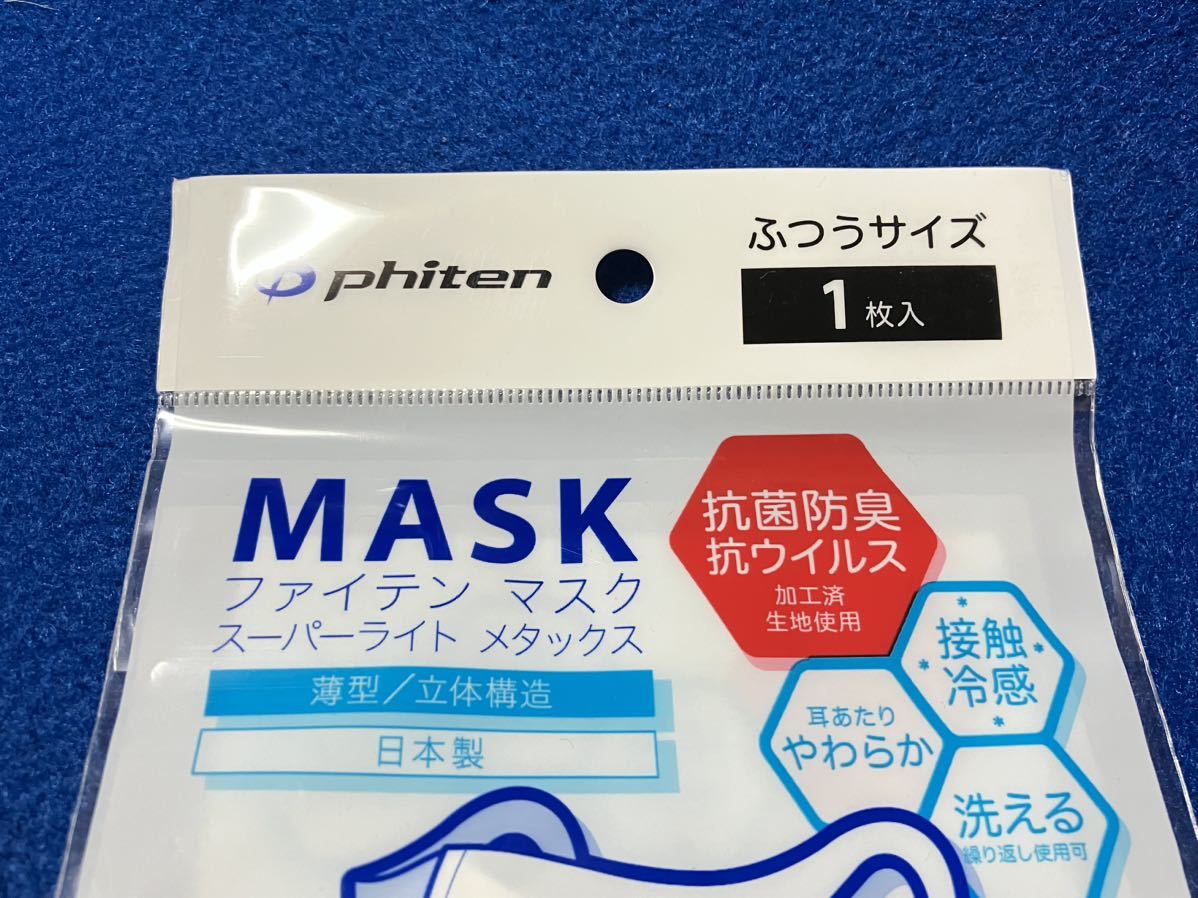 phiten
ふつうサイズ
1枚入
MASK
ファイテン マスク
スーパーライト メタックス
薄型／立体構造
日本製
抗菌防臭
抗ウイルス
加工済
生地使用
接触
冷感
耳あたり
やわらか
洗える
繰り返し使用可